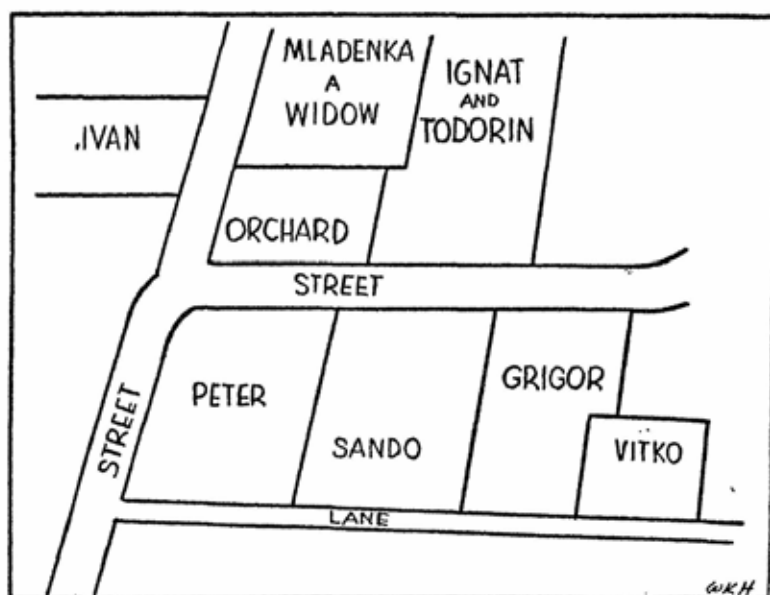 MLADENKA
A
WIDOW
IGNAT
AND
TODORIN
.IVAN
ORCHARD
STREET
PETER
GRIGOR
STREET
SANDO
VITKO
LANE
WKH